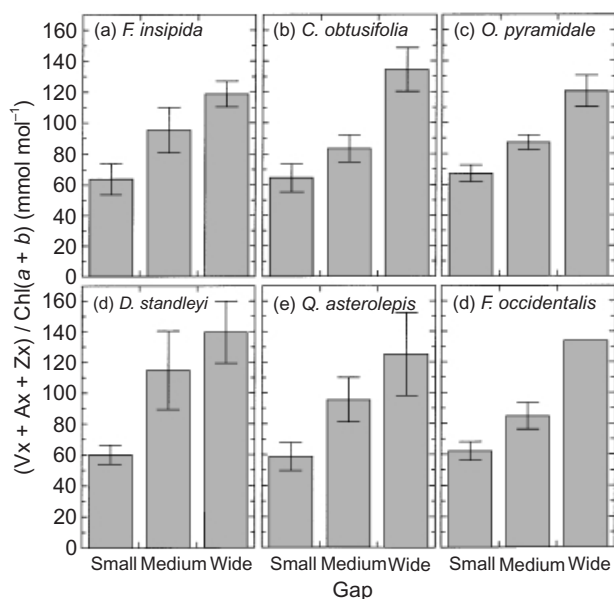 (Vx + Ax + Zx) / Chl(a + b) (mmol mol⁻¹)
(a) F. insipida
(b) C. obtusifolia
(c) O. pyramidale
160
140
120
100
80
60
40
20
0
(d) D. standleyi
(e) Q. asterolepis
(d) F. occidentalis
160
140
120
100
80
60
40
20
0
Small Medium Wide
Small Medium Wide
Small Medium Wide
Gap